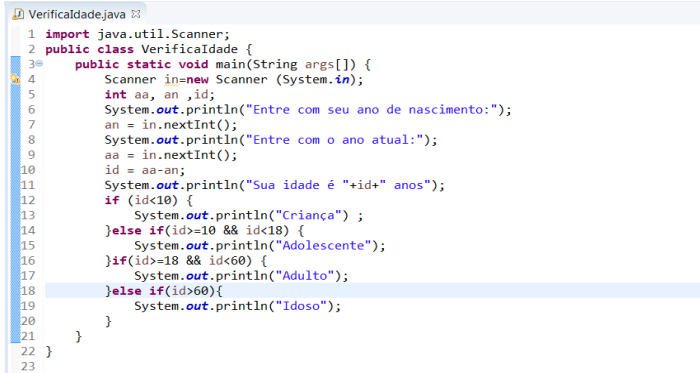 VerificaIdade.java
1 import java.util.Scanner;
2 public class VerificaIdade {
3 public static void main(String args[]) {
4 Scanner in=new Scanner (System.in);
5 int aa, an ,id;
6 System.out.println("Entre com seu ano de nascimento:");
7 an = in.nextInt();
8 System.out.println("Entre com o ano atual:");
9 aa = in.nextInt();
10 id = aa-an;
11 System.out.println("Sua idade é "+id+" anos");
12 if (id<10) {
13 System.out.println("Criança") ;
14 }else if(id>=10 && id<18) {
15 System.out.println("Adolescente");
16 }if(id>=18 && id<60) {
17 System.out.println("Adulto");
18 }else if(id>60){
19 System.out.println("Idoso");
20 }
21 }
22 }
23